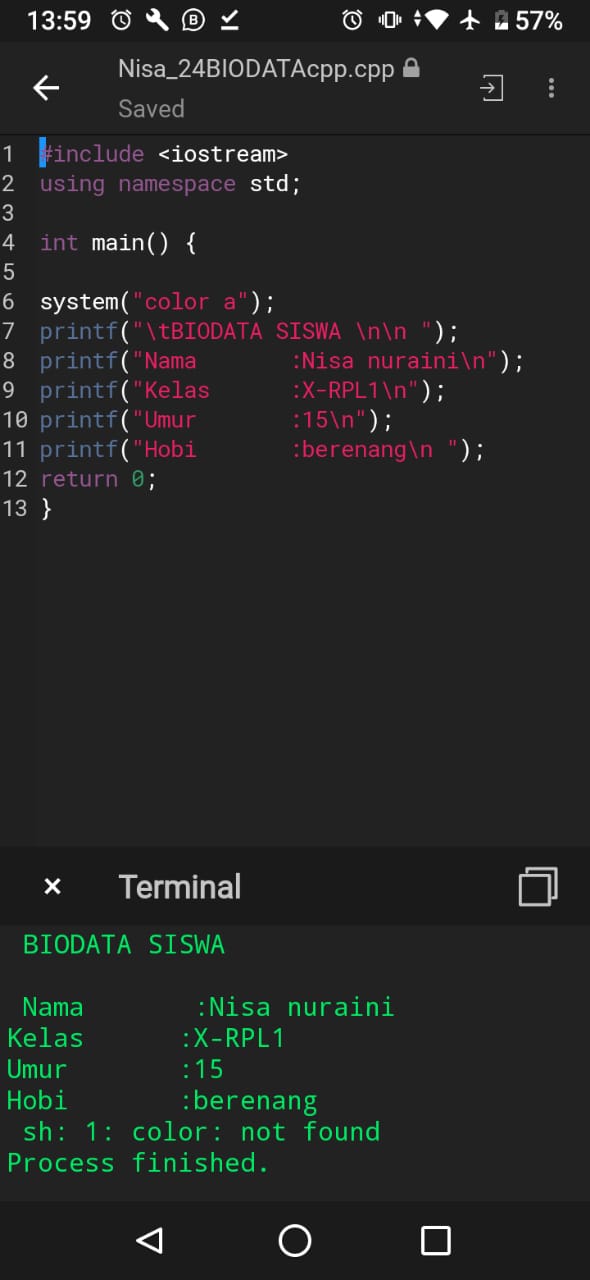 13:59 57%
Nisa_24BIODATAcpp.cpp
Saved
1 #include <iostream>
2 using namespace std;
3
4 int main() {
5
6 system("color a");
7 printf("\tBIODATA SISWA \n\n ");
8 printf("Nama       :Nisa nuraini\n");
9 printf("Kelas      :X-RPL1\n");
10 printf("Umur       :15\n");
11 printf("Hobi       :berenang\n ");
12 return 0;
13 }
× Terminal
BIODATA SISWA
Nama       :Nisa nuraini
Kelas      :X-RPL1
Umur       :15
Hobi       :berenang
sh: 1: color: not found
Process finished.